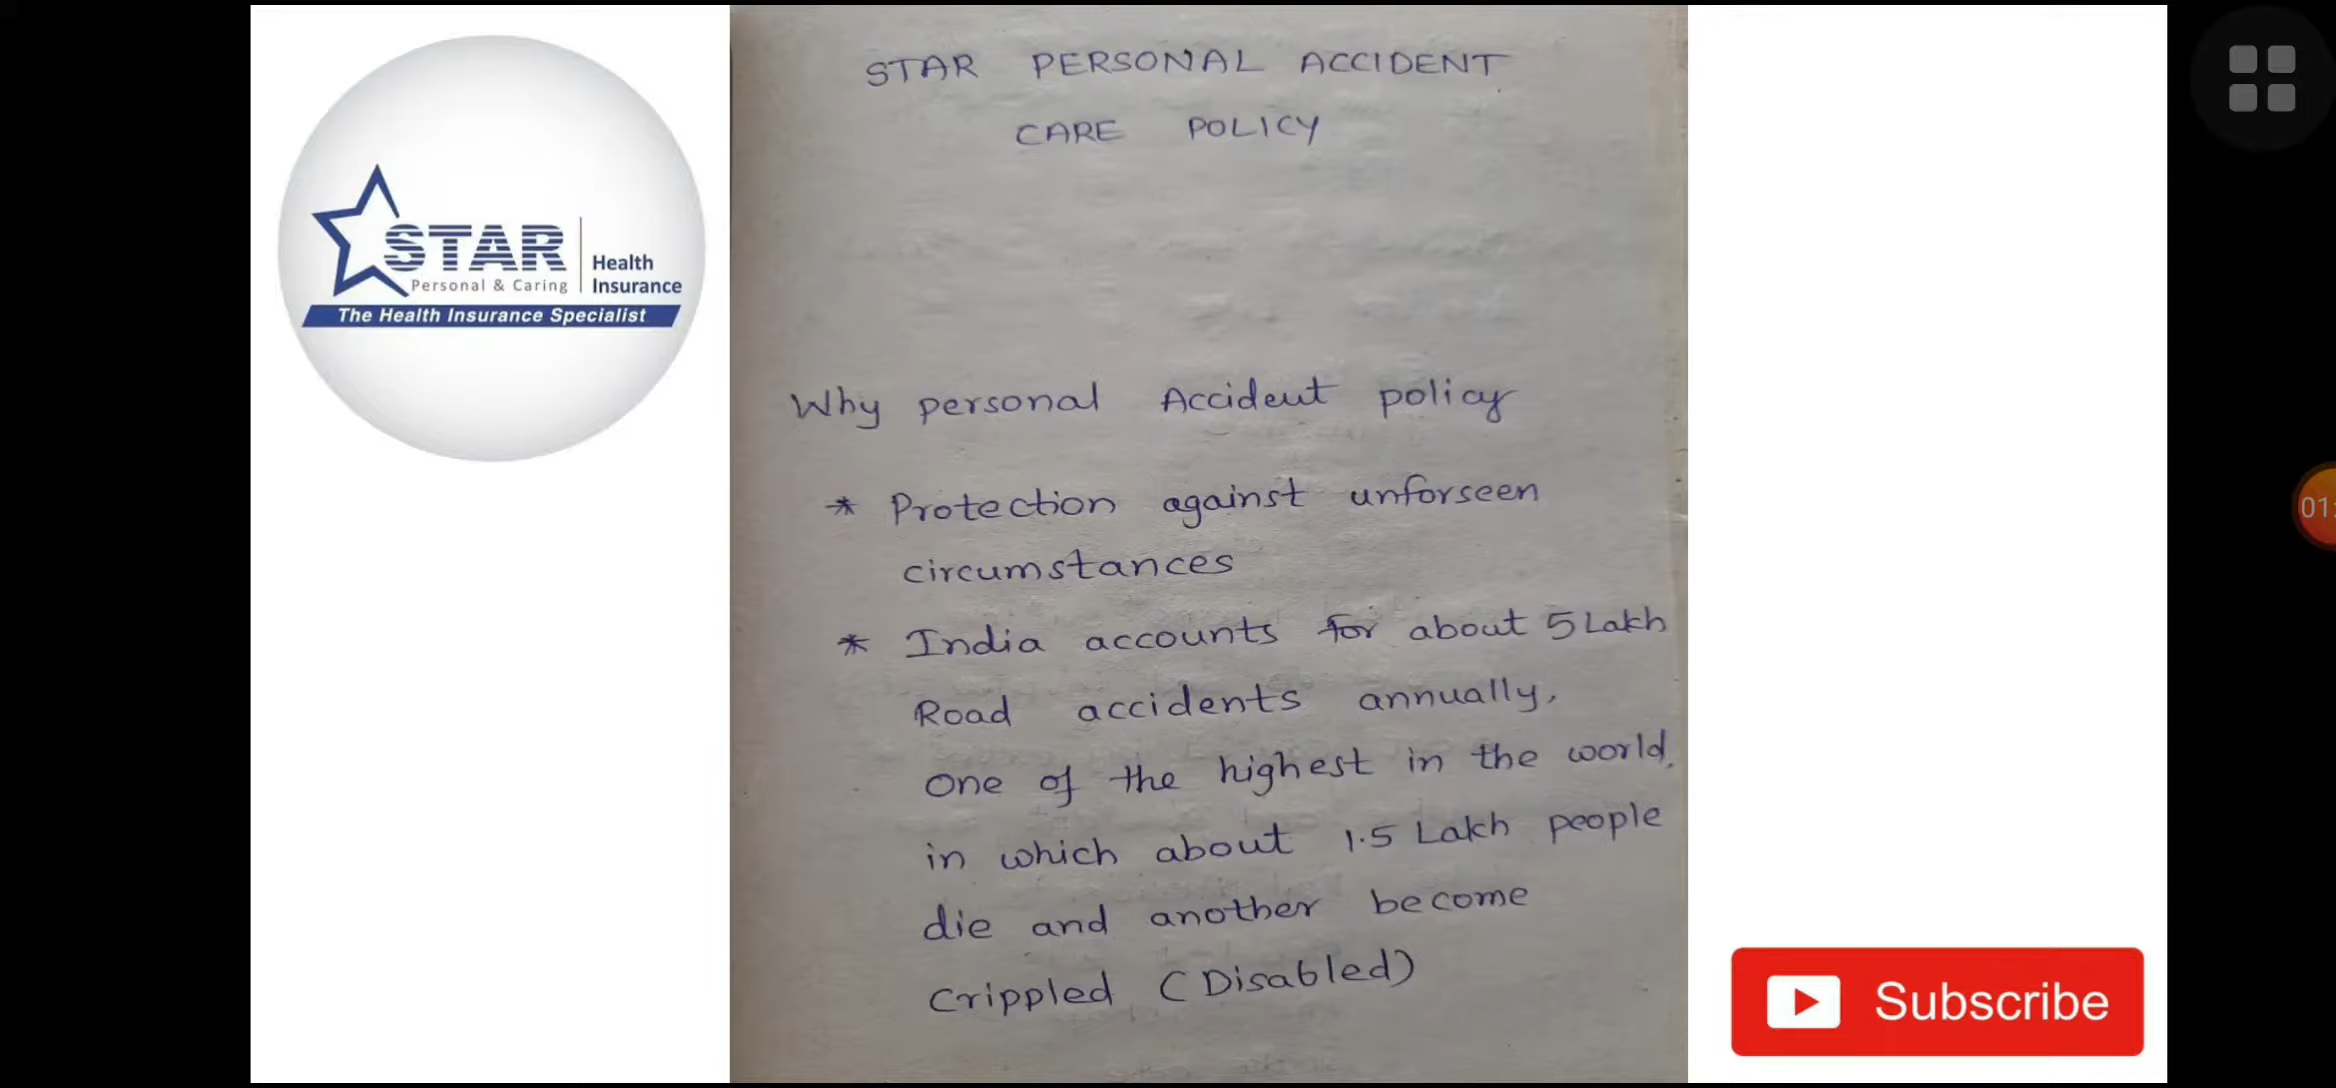 STAR
Personal & Caring
Health
Insurance
The Health Insurance Specialist
STAR PERSONAL ACCIDENT
CARE POLICY
Why personal Accident policy
* Protection against unforseen
circumstances
* India accounts for about 5 Lakh
Road accidents annually,
one of the highest in the world,
in which about 1.5 Lakh people
die and another become
Crippled (Disabled)
Subscribe
01: